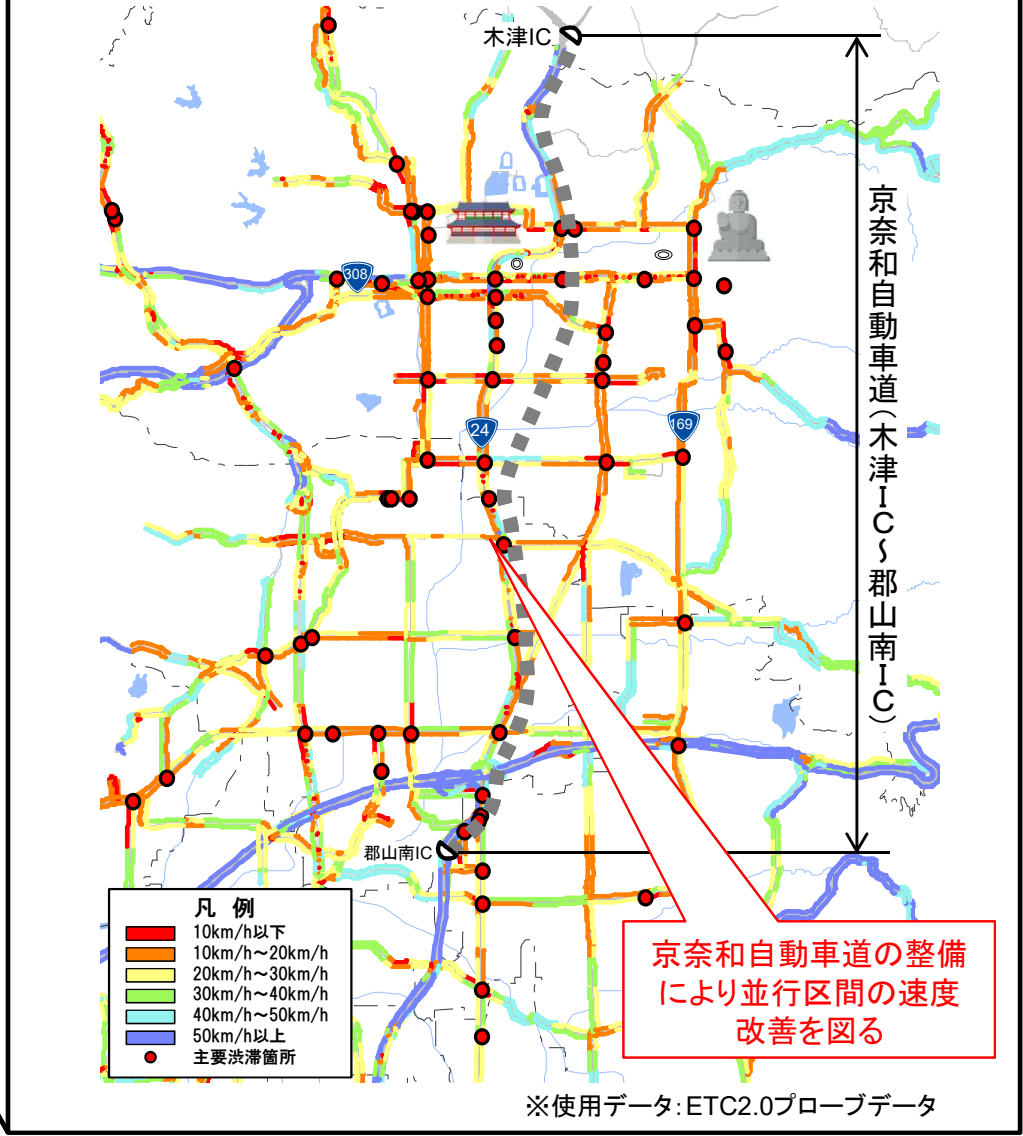 木津IC
308
24
169
京奈和自動車道(木津IC~郡山南IC)
郡山南IC
凡 例
10km/h以下
10km/h~20km/h
20km/h~30km/h
30km/h~40km/h
40km/h~50km/h
50km/h以上
主要渋滞箇所
京奈和自動車道の整備
により並行区間の速度
改善を図る
※使用データ:ETC2.0プローブデータ